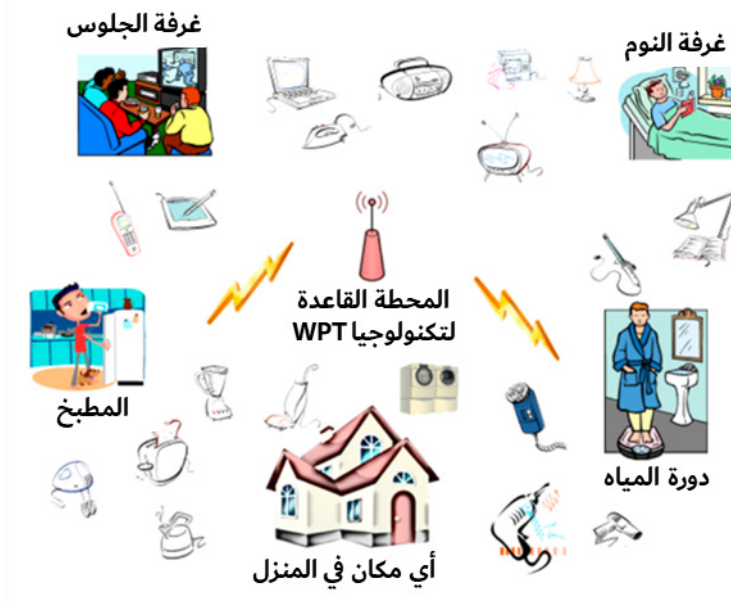 غرفة الجلوس
غرفة النوم
المحطة القاعدة
لتكنولوجيا WPT
المطبخ
دورة المياه
أي مكان في المنزل